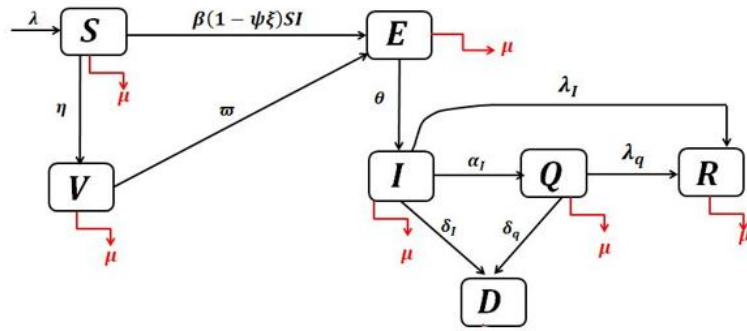 λ
S
β(1 − ψξ)SI
E
μ
μ
η
ϖ
θ
λ_I
V
I
α_I
Q
λ_q
R
μ
μ
δ_I
δ_q
μ
μ
D